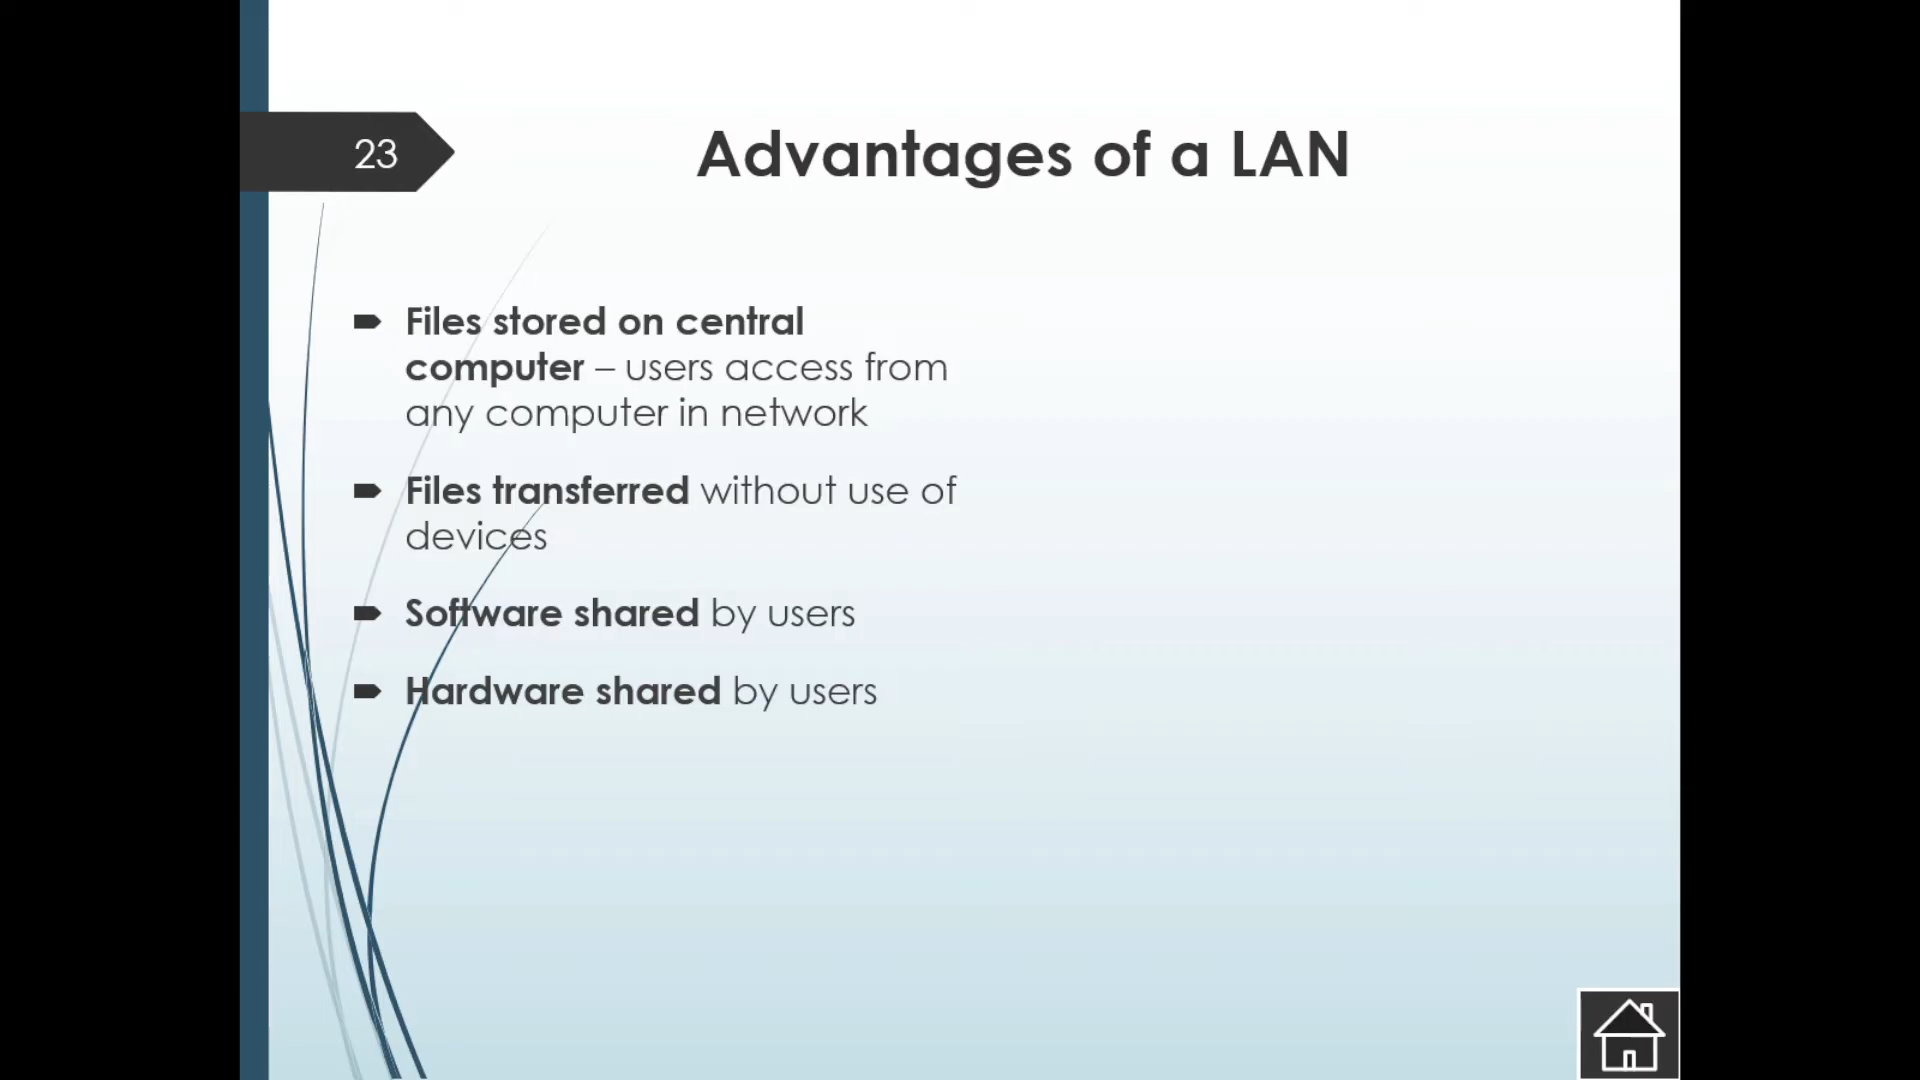 23
Advantages of a LAN
Files stored on central
computer – users access from
any computer in network
Files transferred without use of
devices
Software shared by users
Hardware shared by users